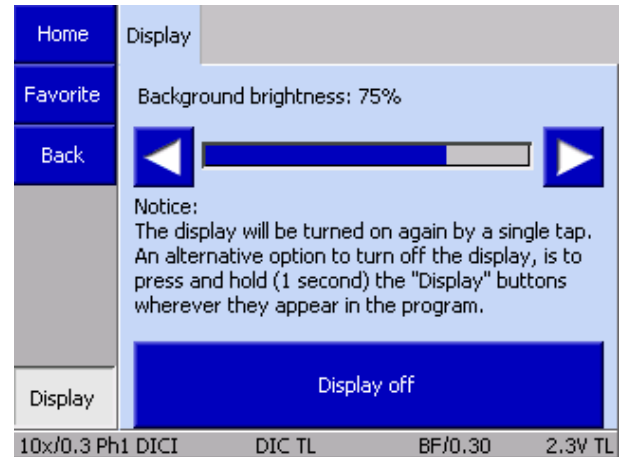 Home
Display
Favorite
Background brightness: 75%
Back
Notice:
The display will be turned on again by a single tap.
An alternative option to turn off the display, is to
press and hold (1 second) the "Display" buttons
wherever they appear in the program.
Display off
Display
10x/0.3 Ph1 DICI DIC TL BF/0.30 2.3V TL